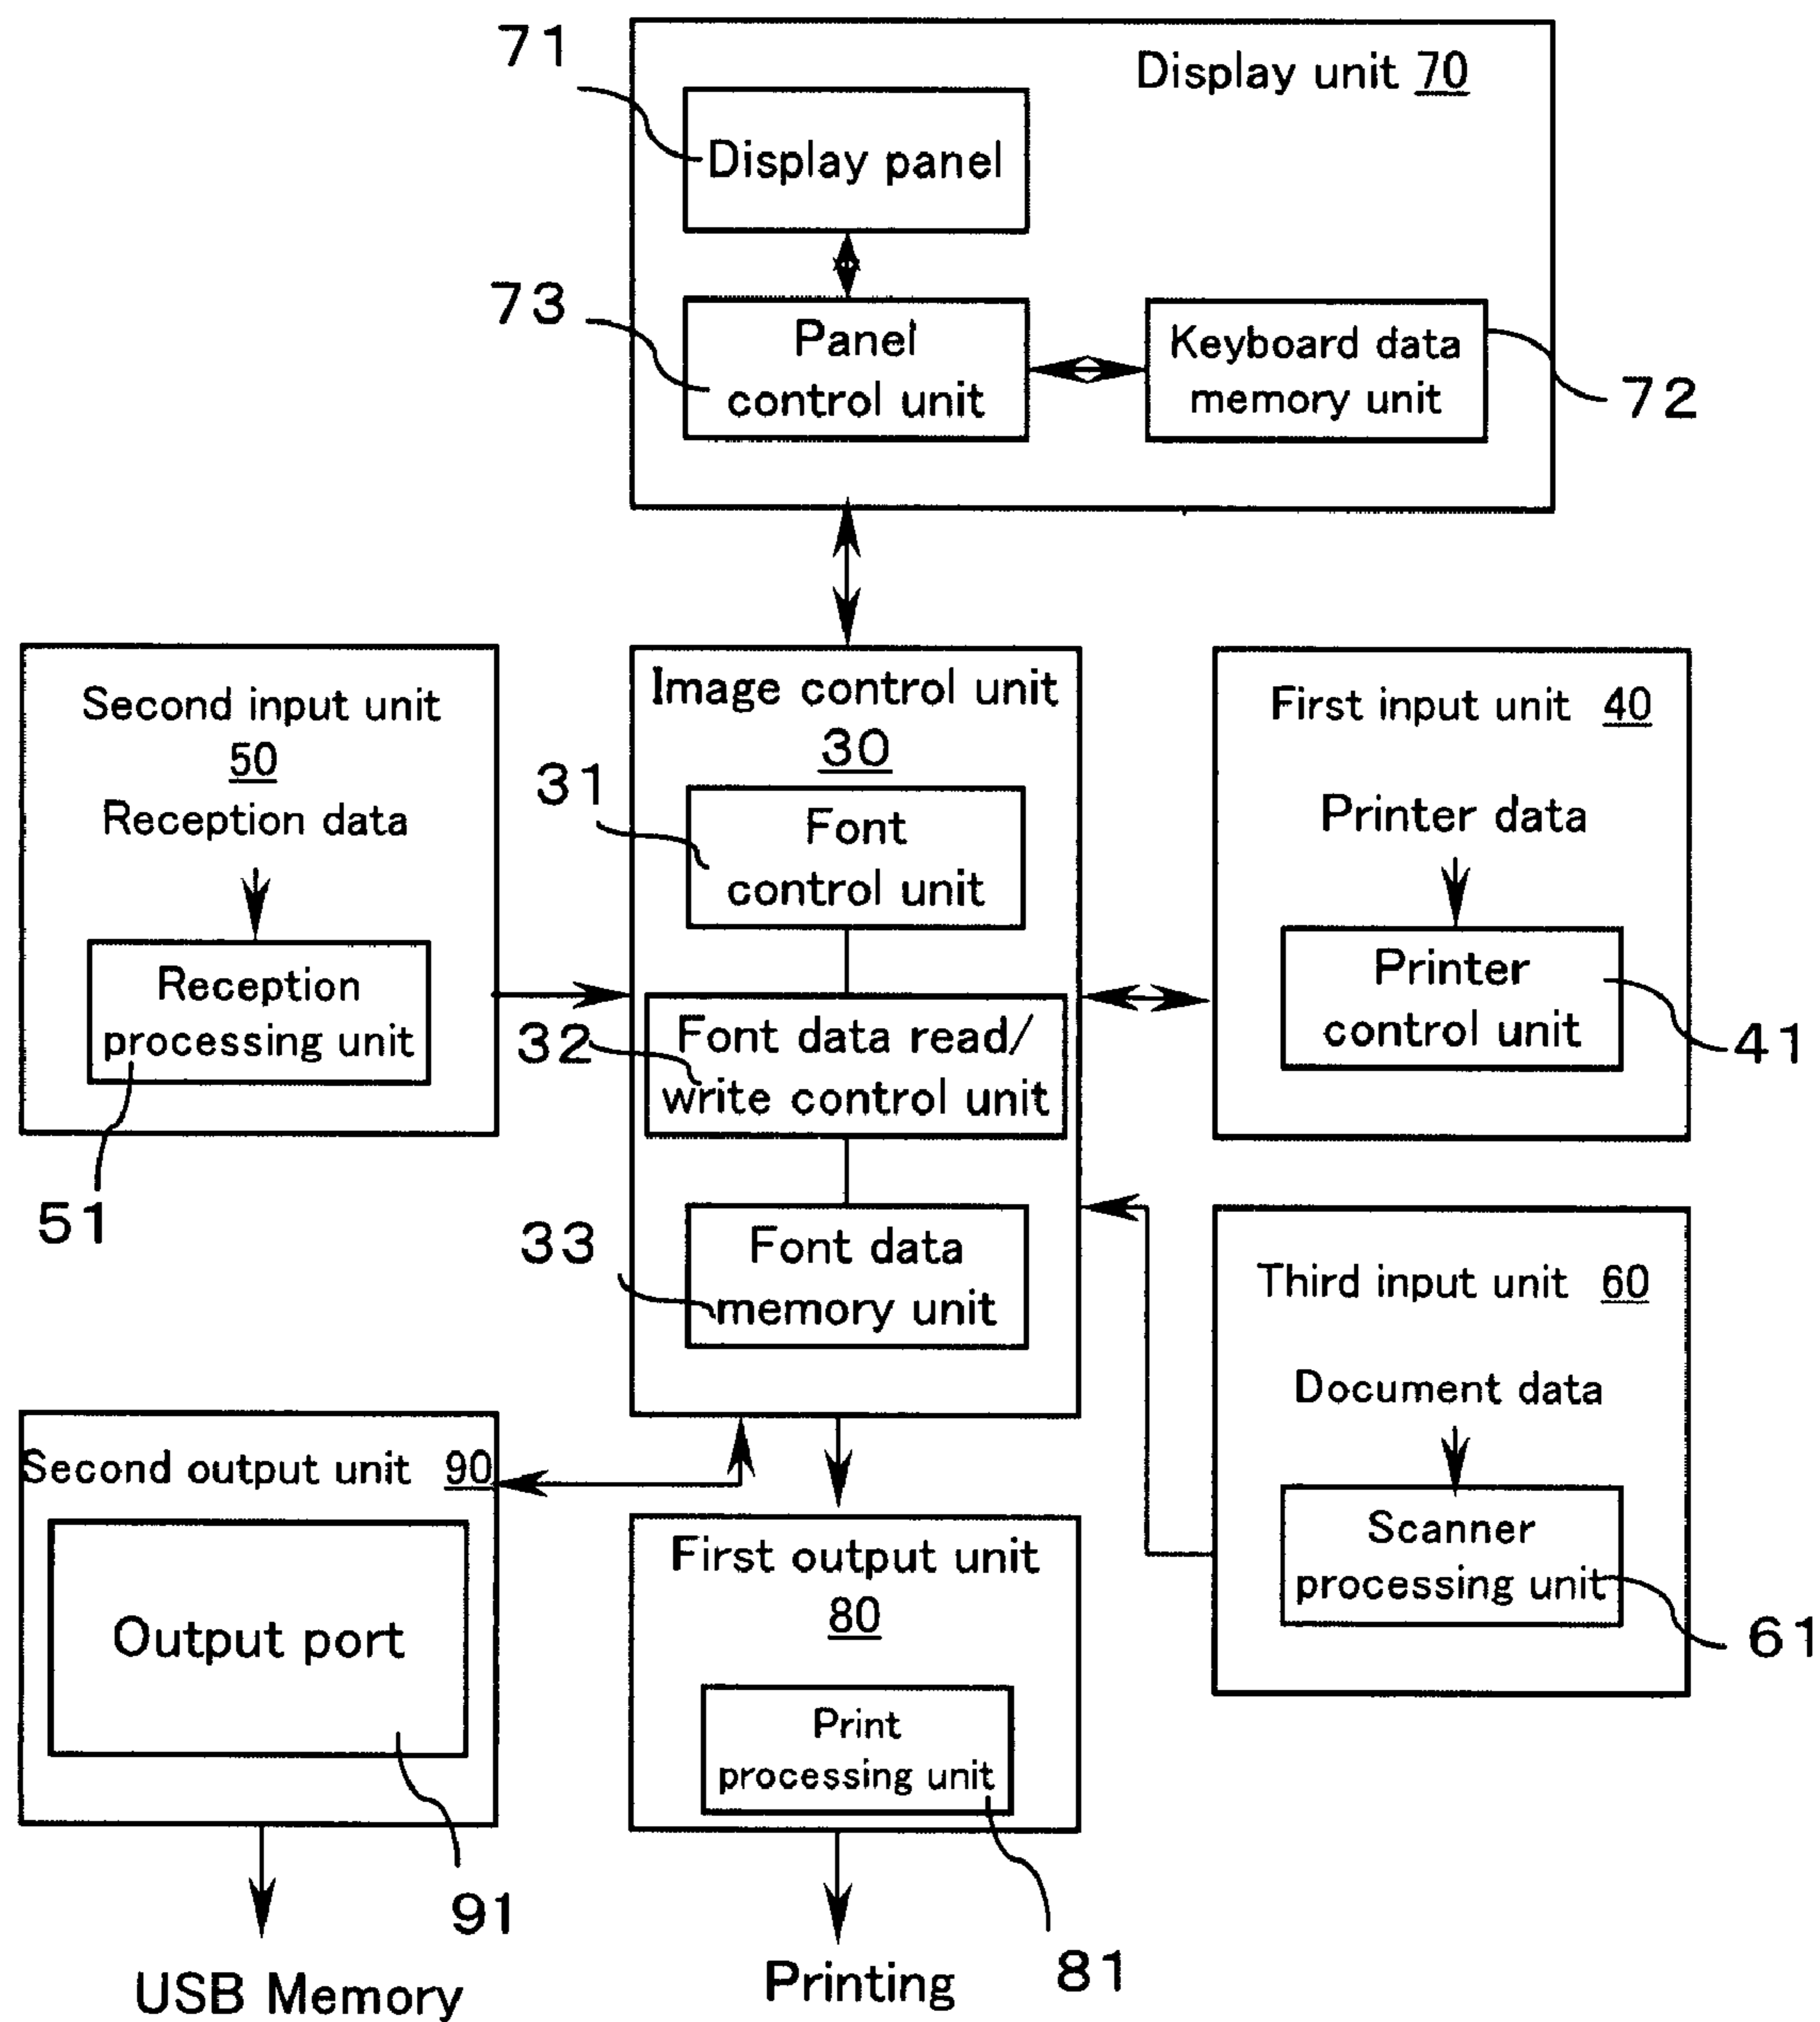 71
Display unit 70
Display panel
73
Panel
control unit
Keyboard data
memory unit
72
Second input unit
50
Reception data
Reception
processing unit
51
Image control unit
30
31
Font
control unit
32
Font data read/
write control unit
33
Font data
memory unit
First input unit 40
Printer data
Printer
control unit
41
Third input unit 60
Document data
Scanner
processing unit
61
Second output unit 90
Output port
91
USB Memory
First output unit
80
Print
processing unit
81
Printing